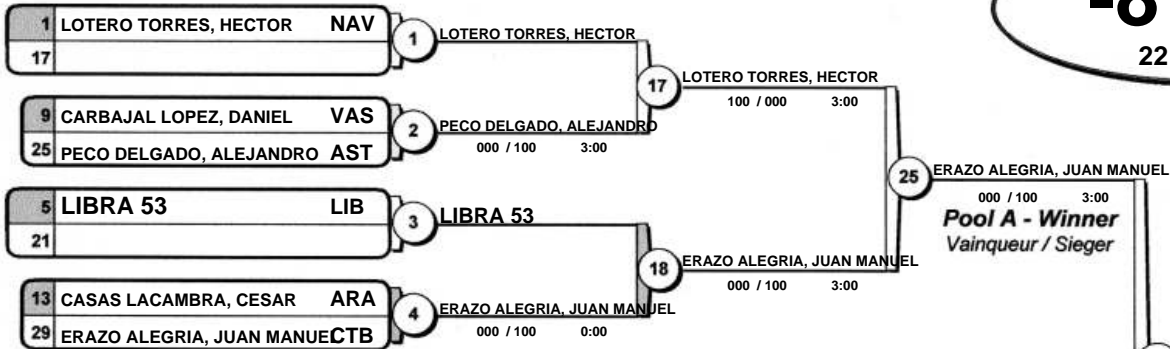 1 LOTERO TORRES, HECTOR NAV
17
1
LOTERO TORRES, HECTOR
9 CARBAJAL LOPEZ, DANIEL VAS
25 PECO DELGADO, ALEJANDRO AST
2
PECO DELGADO, ALEJANDRO
000 / 100 3:00
17
LOTERO TORRES, HECTOR
100 / 000 3:00
5 LIBRA 53 LIB
21
3
LIBRA 53
13 CASAS LACAMBRA, CESAR ARA
29 ERAZO ALEGRIA, JUAN MANUEL CTB
4
ERAZO ALEGRIA, JUAN MANUEL
000 / 100 0:00
18
ERAZO ALEGRIA, JUAN MANUEL
000 / 100 3:00
25
ERAZO ALEGRIA, JUAN MANUEL
000 / 100 3:00
Pool A - Winner
Vainqueur / Sieger
22